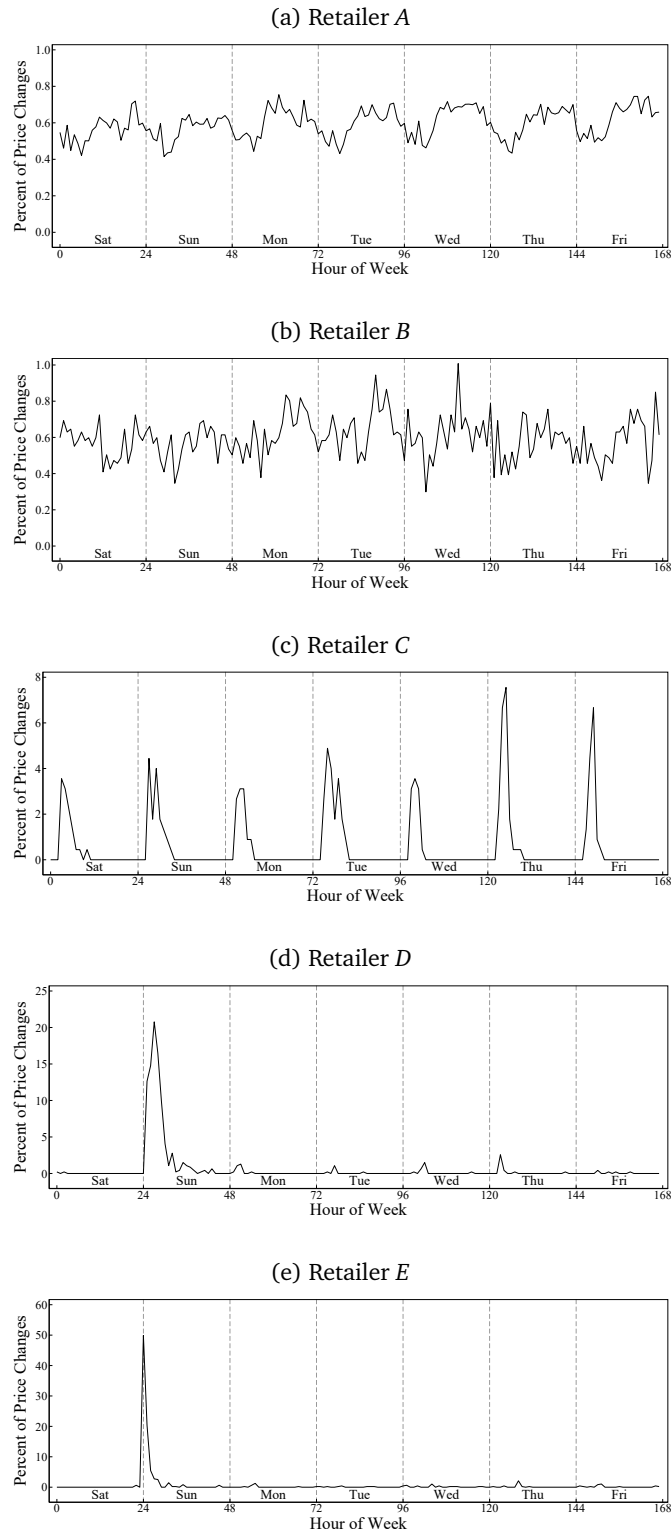 (a) Retailer A
Percent of Price Changes
1.0
0.8
0.6
0.4
0.2
0.0
Sat Sun Mon Tue Wed Thu Fri
0 24 48 72 96 120 144 168
Hour of Week
(b) Retailer B
Percent of Price Changes
1.0
0.8
0.6
0.4
0.2
0.0
Sat Sun Mon Tue Wed Thu Fri
0 24 48 72 96 120 144 168
Hour of Week
(c) Retailer C
Percent of Price Changes
8
6
4
2
0
Sat Sun Mon Tue Wed Thu Fri
0 24 48 72 96 120 144 168
Hour of Week
(d) Retailer D
Percent of Price Changes
25
20
15
10
5
0
Sat Sun Mon Tue Wed Thu Fri
0 24 48 72 96 120 144 168
Hour of Week
(e) Retailer E
Percent of Price Changes
60
50
40
30
20
10
0
Sat Sun Mon Tue Wed Thu Fri
0 24 48 72 96 120 144 168
Hour of Week